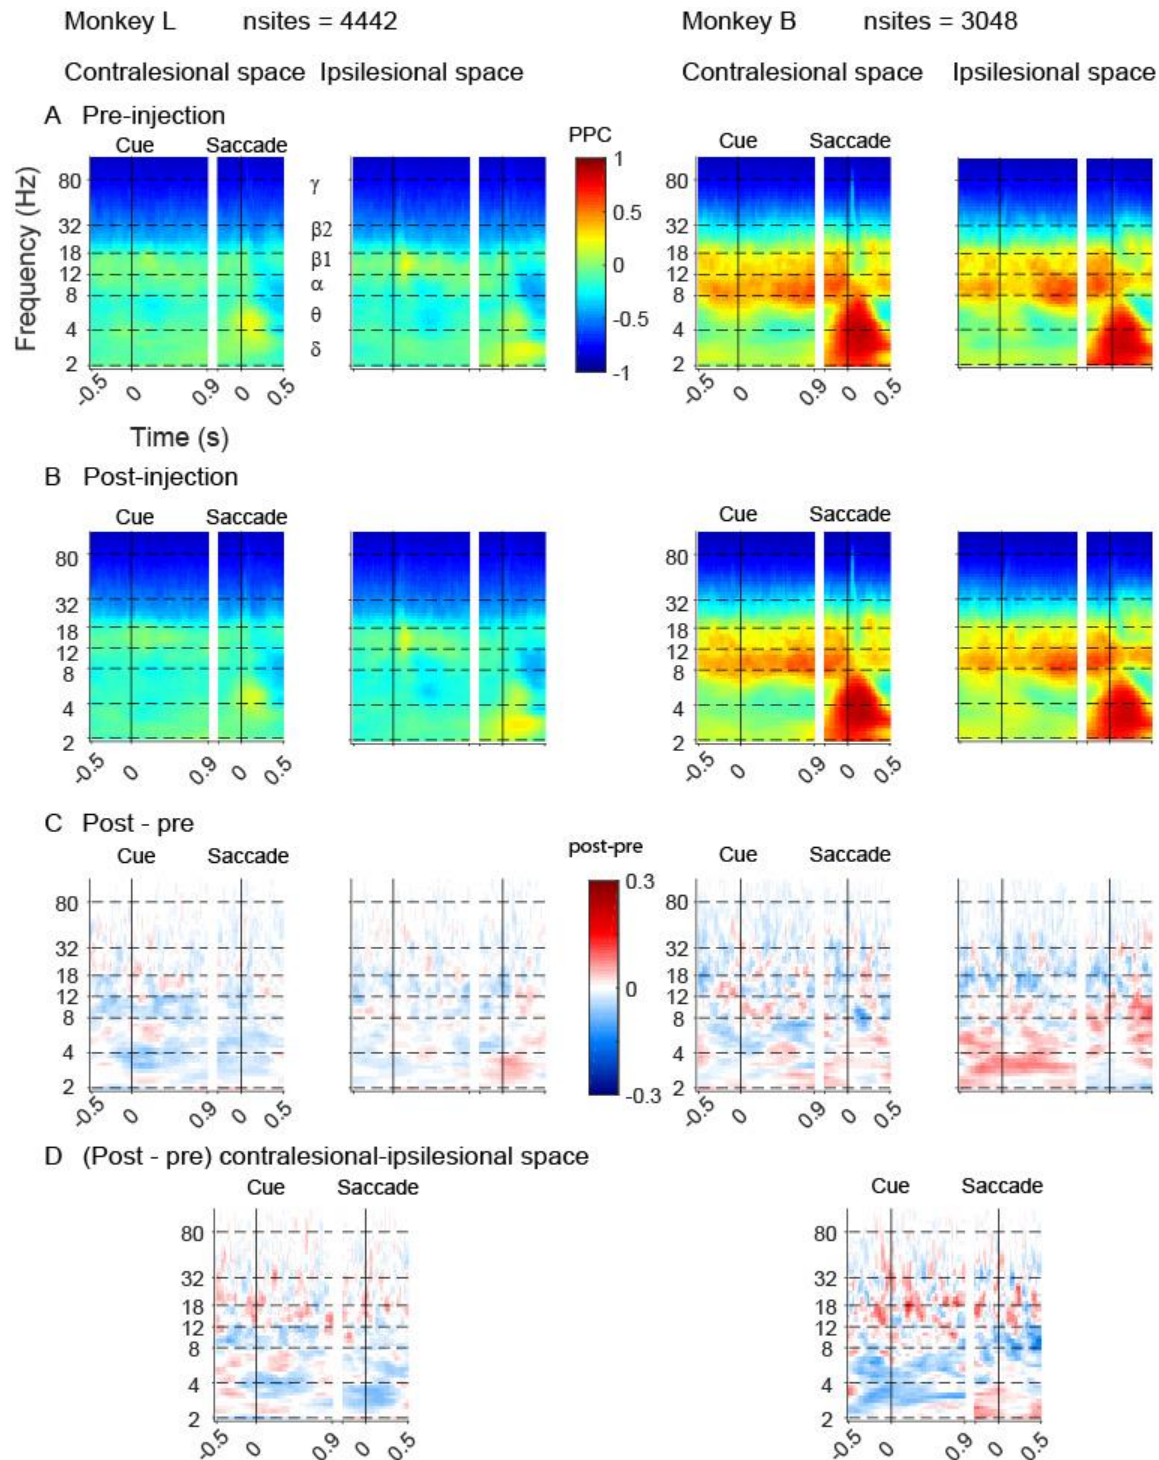 Monkey L nsites = 4442 Monkey B nsites = 3048
Contralesional space Ipsilesional space Contralesional space Ipsilesional space
A Pre-injection
Cue Saccade PPC Cue Saccade
Frequency (Hz)
80 γ 1 80
32 β2 0.5 32
18 β1 18
12 α 0 12
8 8
4 θ -0.5 4
2 δ -1 2
-0.5 0 0.9 0 0.5 -0.5 0 0.9 0 0.5
Time (s)
B Post-injection
Cue Saccade Cue Saccade
80 80
32 32
18 18
12 12
8 8
4 4
2 2
-0.5 0 0.9 0 0.5 -0.5 0 0.9 0 0.5
C Post - pre
Cue Saccade post-pre Cue Saccade
80 0.3 80
32 32
18 18
12 0 12
8 8
4 4
2 -0.3 2
-0.5 0 0.9 0 0.5 -0.5 0 0.9 0 0.5
D (Post - pre) contralesional-ipsilesional space
Cue Saccade Cue Saccade
80 80
32 32
18 18
12 12
8 8
4 4
2 2
-0.5 0 0.9 0 0.5 -0.5 0 0.9 0 0.5